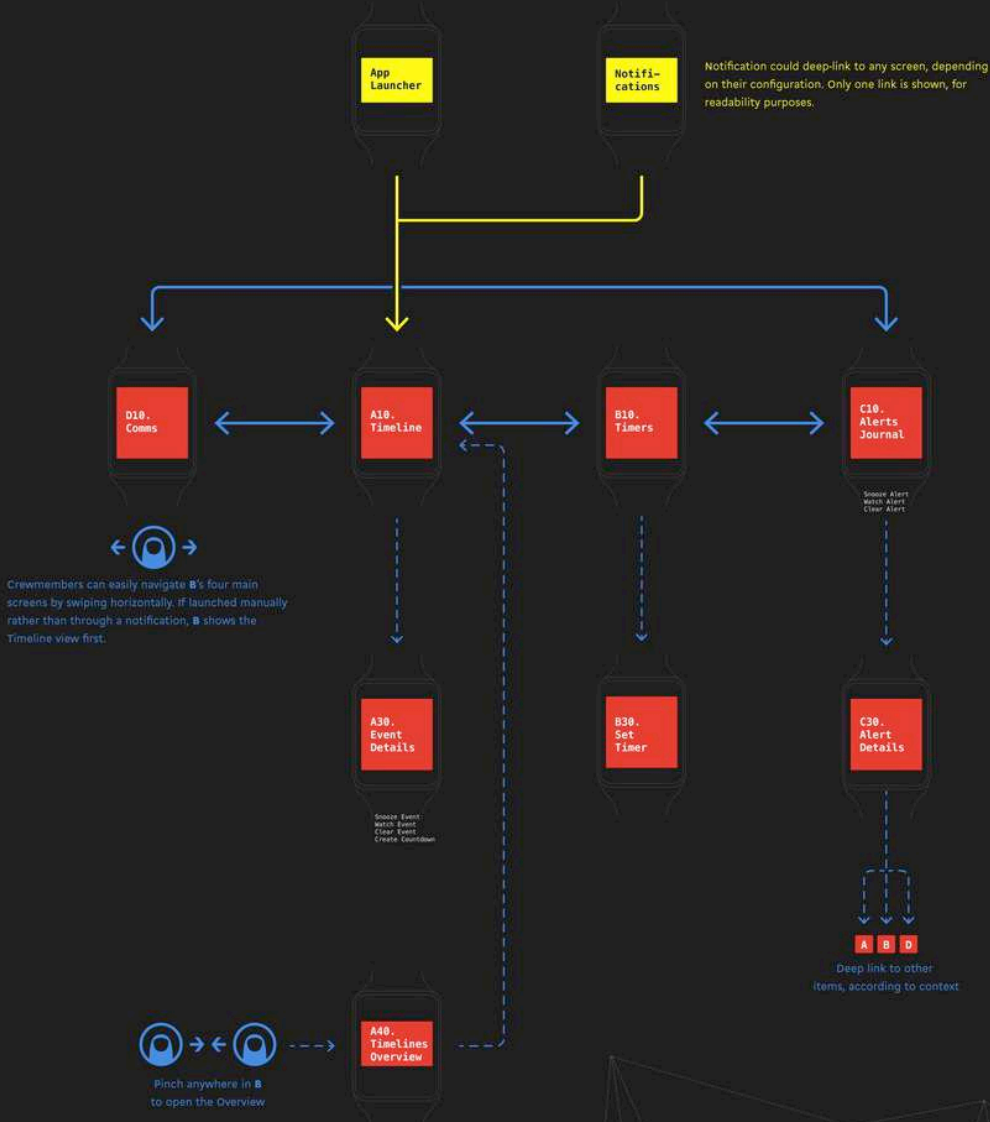 App
Launcher
Notifi-
cations
Notification could deep-link to any screen, depending
on their configuration. Only one link is shown, for
readability purposes.
D10.
Comms
A10.
Timeline
B10.
Timers
C10.
Alerts
Journal
Snooze Alert
Watch Alert
Clear Alert
Crewmembers can easily navigate B's four main
screens by swiping horizontally. If launched manually
rather than through a notification, B shows the
Timeline view first.
A30.
Event
Details
B30.
Set
Timer
C30.
Alert
Details
Snooze Event
Watch Event
Clear Event
Create Countdown
A B D
Deep link to other
items, according to context
A40.
Timelines
Overview
Pinch anywhere in B
to open the Overview